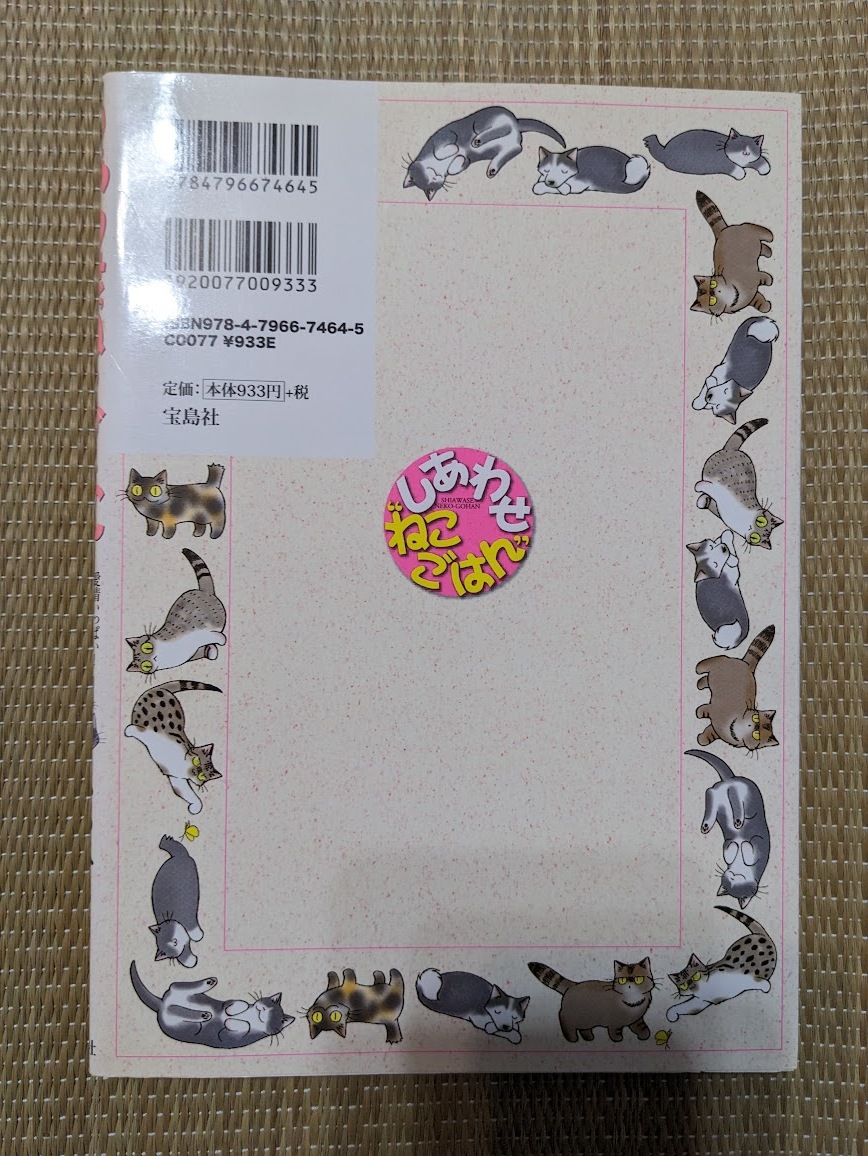 9784796674645
1920077009333
ISBN978-4-7966-7464-5
C0077 ¥933E
定価：本体933円+税
宝島社
しあわせ
SHIAWASE
NEKO-GOHAN
“ねこ
ごはん”